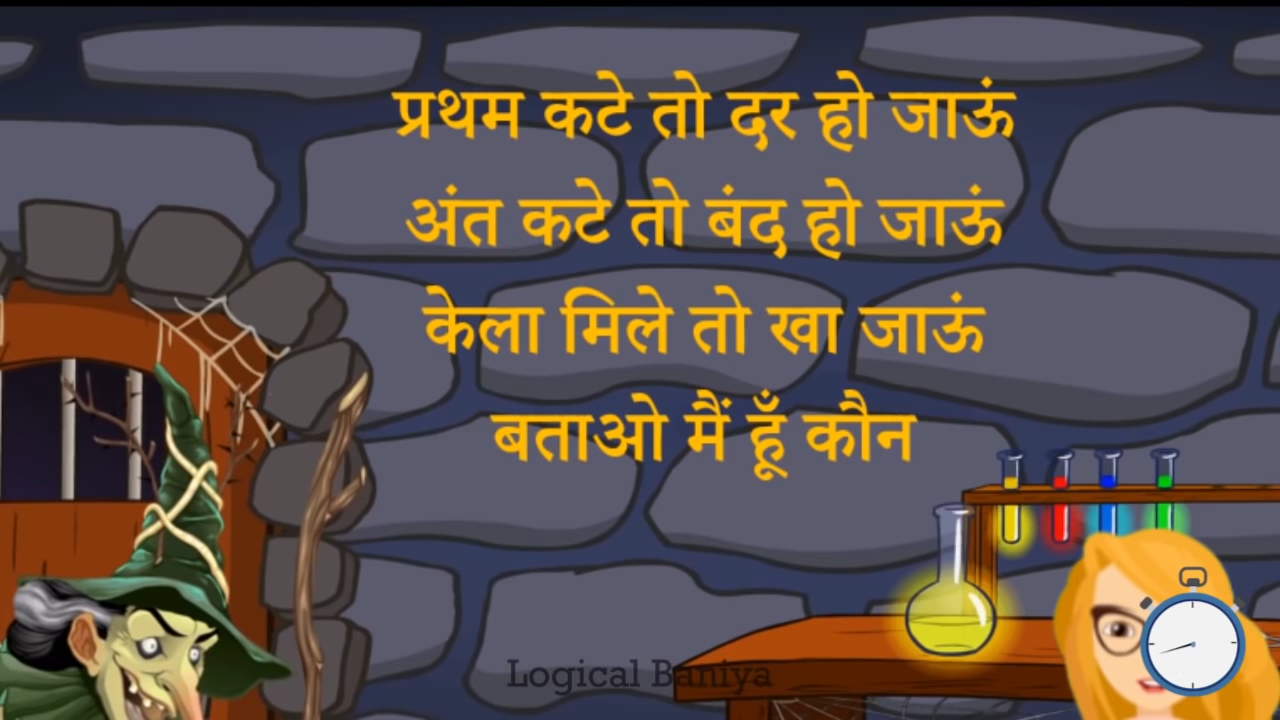 प्रथम कटे तो दर हो जाऊं
अंत कटे तो बंद हो जाऊं
केला मिले तो खा जाऊं
बताओ मैं हूँ कौन
Logical Baniya